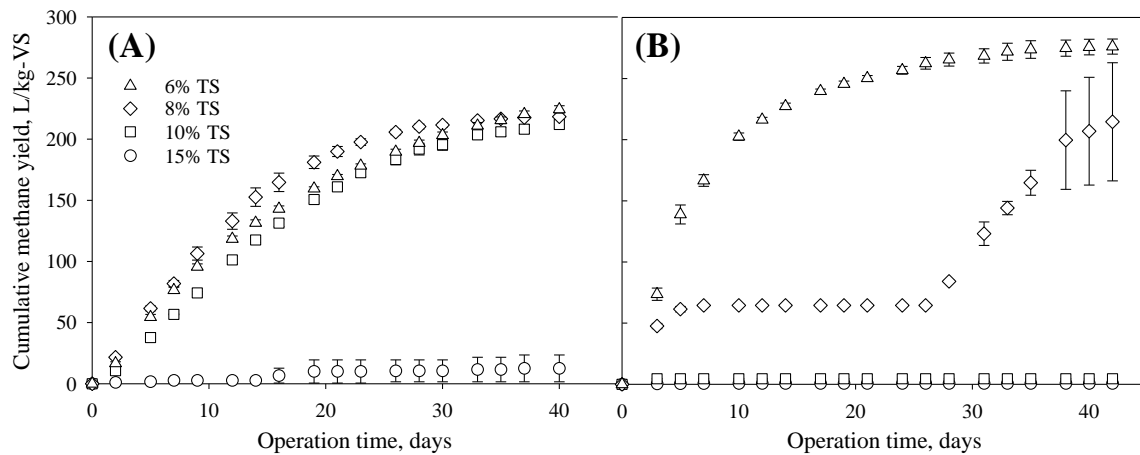 Cumulative methane yield, L/kg-VS
300
250
200
150
100
50
0
(A)
6% TS
8% TS
10% TS
15% TS
0 10 20 30 40
Operation time, days
(B)
0 10 20 30 40
Operation time, days